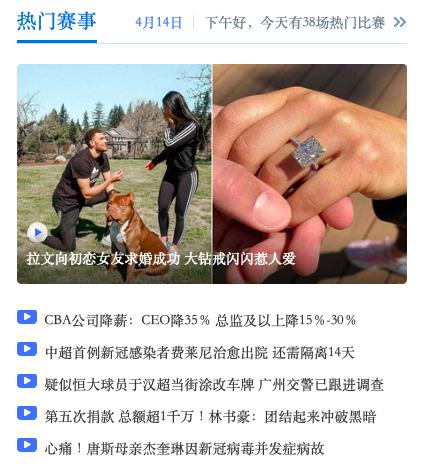 热门赛事
4月14日 下午好，今天有38场热门比赛
拉文向初恋女友求婚成功 大钻戒闪闪惹人爱
CBA公司降薪：CEO降35% 总监及以上降15%-30%
中超首例新冠感染者费莱尼治愈出院 还需隔离14天
疑似恒大球员于汉超当街涂改车牌 广州交警已跟进调查
第五次捐款 总额超1千万！林书豪：团结起来冲破黑暗
心痛！唐斯母亲杰奎琳因新冠病毒并发症病故